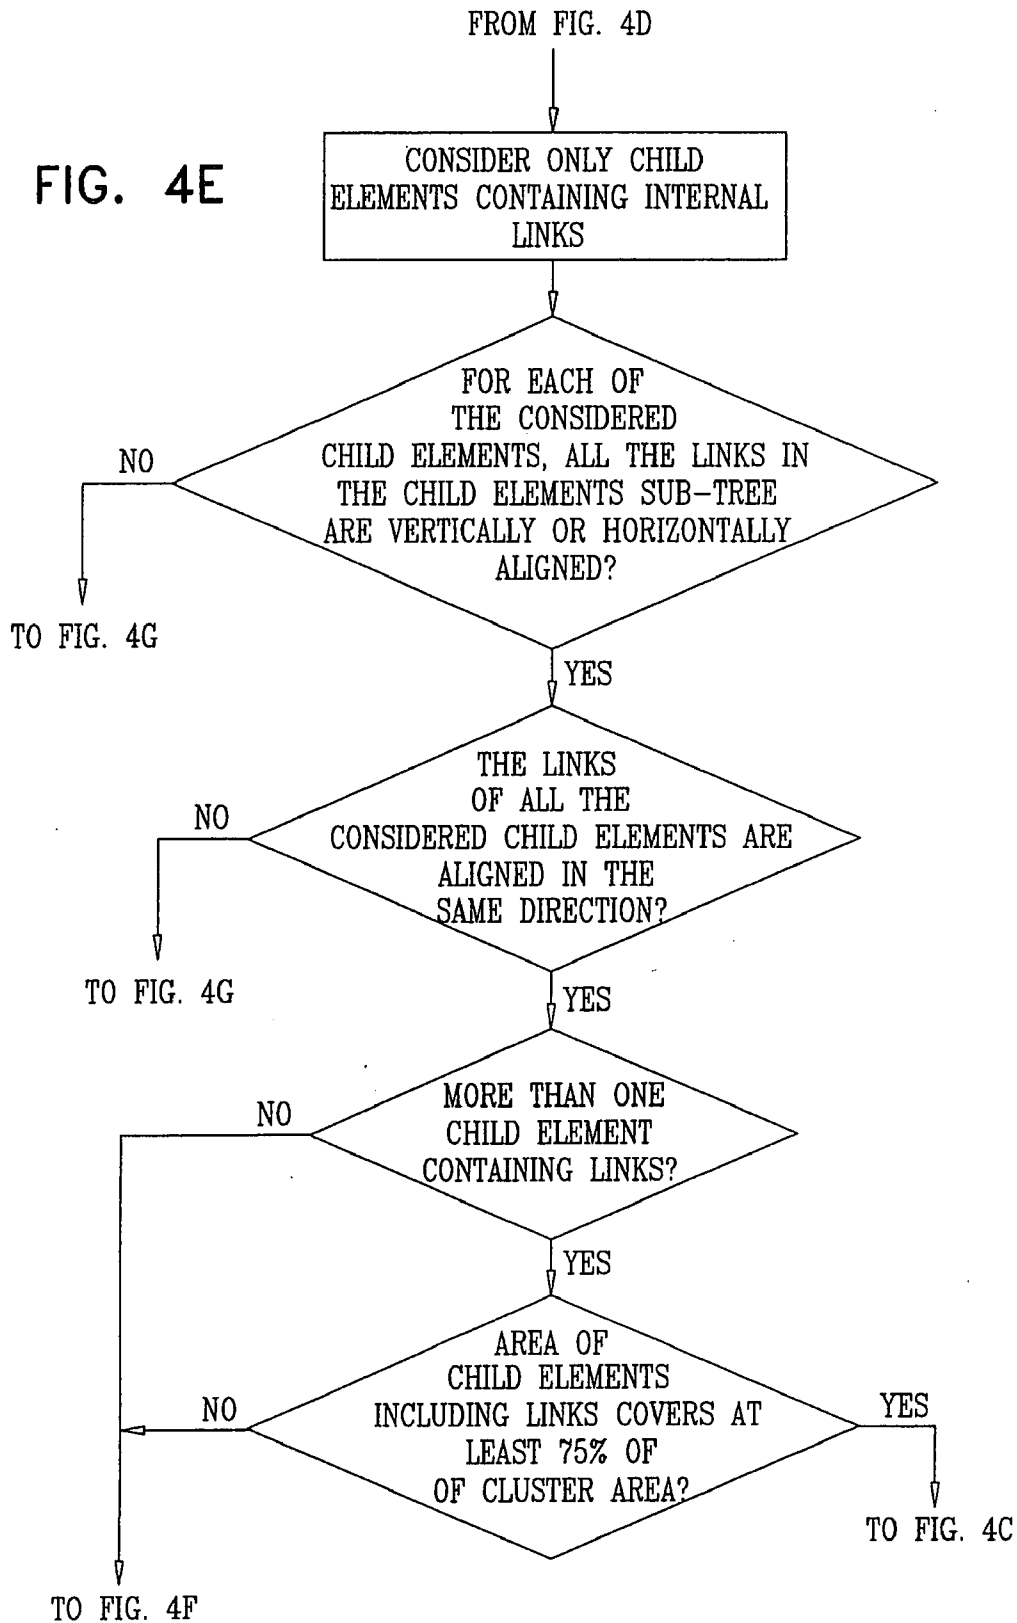 FROM FIG. 4D
FIG. 4E
CONSIDER ONLY CHILD
ELEMENTS CONTAINING INTERNAL
LINKS
FOR EACH OF
THE CONSIDERED
CHILD ELEMENTS, ALL THE LINKS IN
THE CHILD ELEMENTS SUB-TREE
ARE VERTICALLY OR HORIZONTALLY
ALIGNED?
NO
TO FIG. 4G
YES
THE LINKS
OF ALL THE
CONSIDERED CHILD ELEMENTS ARE
ALIGNED IN THE
SAME DIRECTION?
NO
TO FIG. 4G
YES
MORE THAN ONE
CHILD ELEMENT
CONTAINING LINKS?
NO
YES
AREA OF
CHILD ELEMENTS
INCLUDING LINKS COVERS AT
LEAST 75% OF
OF CLUSTER AREA?
NO
YES
TO FIG. 4C
TO FIG. 4F